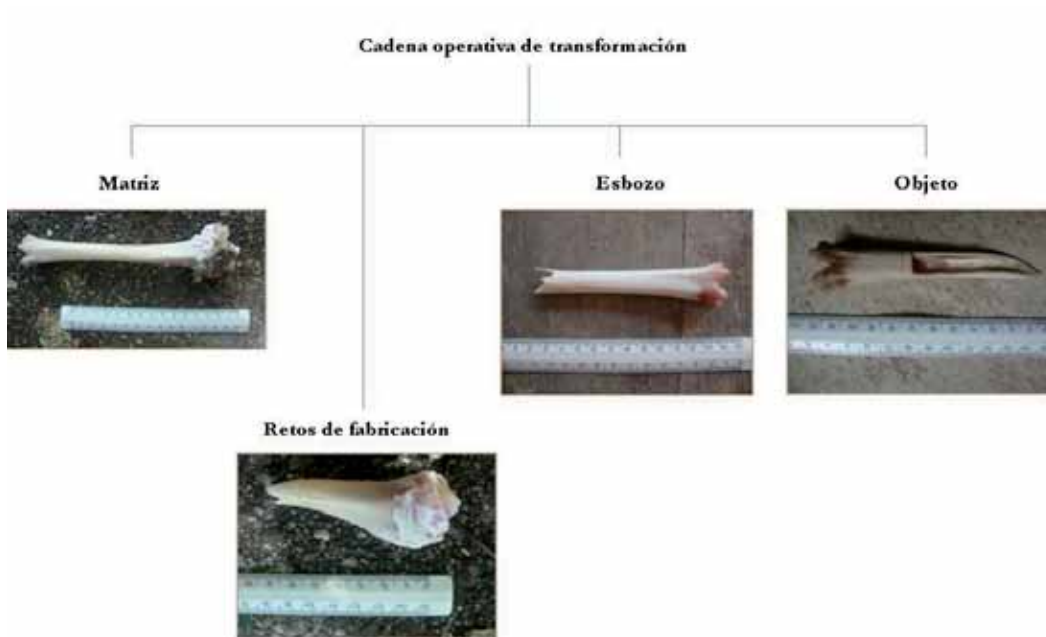 Cadena operativa de transformación
Matriz
Esbozo
Objeto
Retos de fabricación